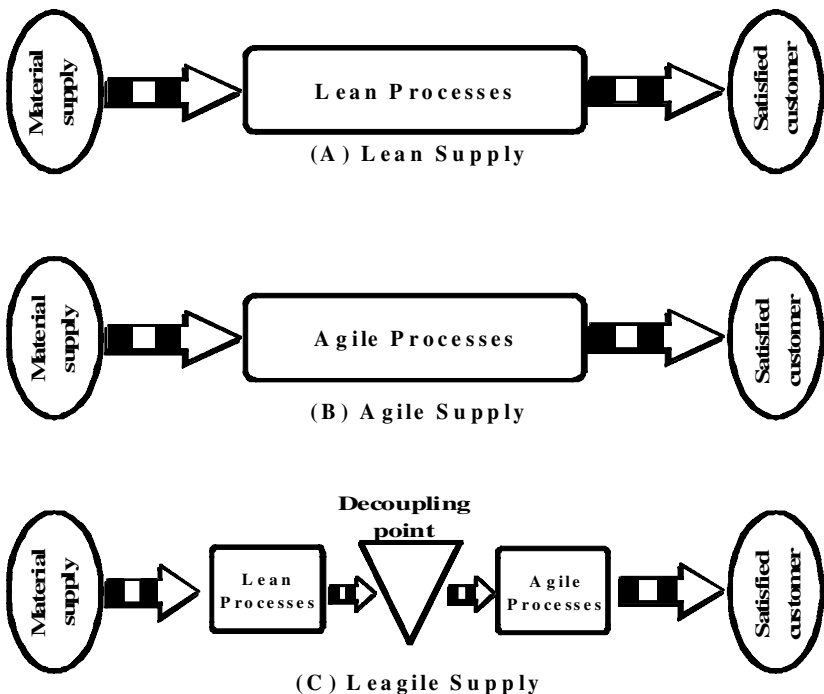 Material
supply
Lean Processes
Satisfied
customer
(A) Lean Supply
Material
supply
Agile Processes
Satisfied
customer
(B) Agile Supply
Material
supply
Lean
Processes
Decoupling
point
Agile
Processes
Satisfied
customer
(C) Leagile Supply